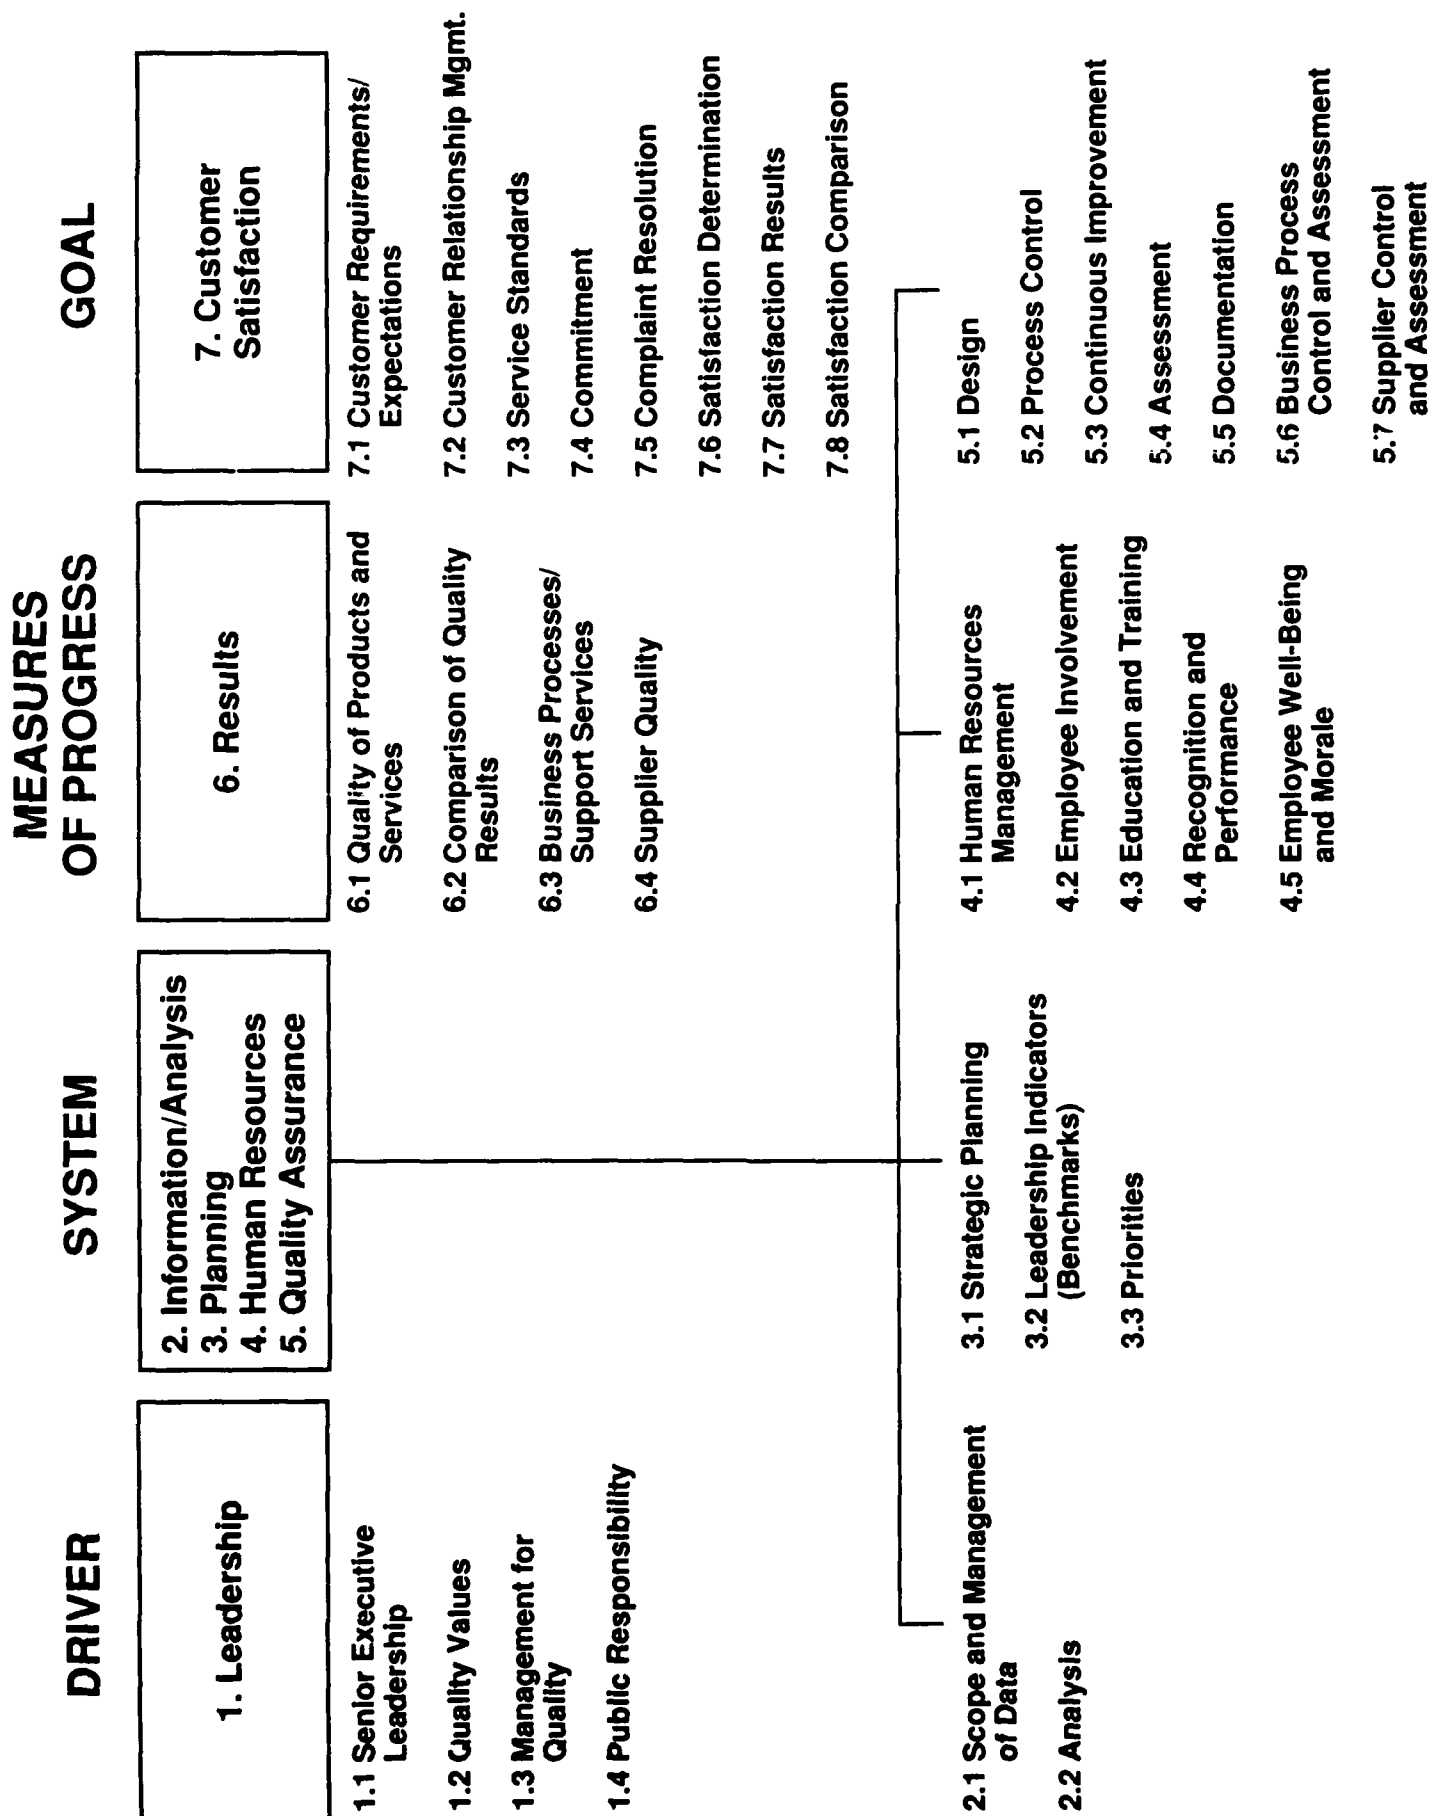 DRIVER
1. Leadership
1.1 Senior Executive
Leadership
1.2 Quality Values
1.3 Management for
Quality
1.4 Public Responsibility
SYSTEM
2. Information/Analysis
3. Planning
4. Human Resources
5. Quality Assurance
MEASURES
OF PROGRESS
6. Results
6.1 Quality of Products and
Services
6.2 Comparison of Quality
Results
6.3 Business Processes/
Support Services
6.4 Supplier Quality
GOAL
7. Customer
Satisfaction
7.1 Customer Requirements/
Expectations
7.2 Customer Relationship Mgmt.
7.3 Service Standards
7.4 Commitment
7.5 Complaint Resolution
7.6 Satisfaction Determination
7.7 Satisfaction Results
7.8 Satisfaction Comparison
2.1 Scope and Management
of Data
2.2 Analysis
3.1 Strategic Planning
3.2 Leadership Indicators
(Benchmarks)
3.3 Priorities
4.1 Human Resources
Management
4.2 Employee Involvement
4.3 Education and Training
4.4 Recognition and
Performance
4.5 Employee Well-Being
and Morale
5.1 Design
5.2 Process Control
5.3 Continuous Improvement
5.4 Assessment
5.5 Documentation
5.6 Business Process
Control and Assessment
5.7 Supplier Control
and Assessment